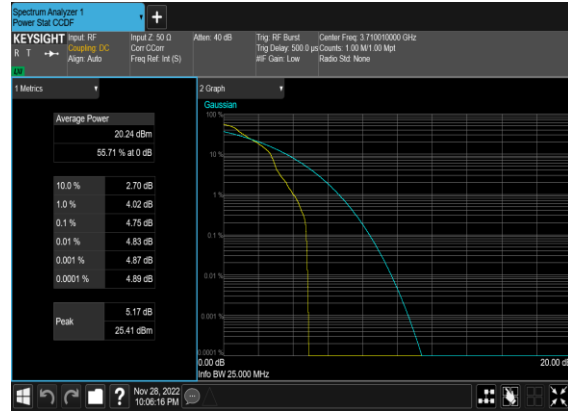 Spectrum Analyzer 1
Power Stat CCDF
KEYSIGHT
R T
Input: RF
Coupling: DC
Align: Auto
Input Z: 50 Ω
Corr CCorr
Freq Ref: Int (S)
Atten: 40 dB
Trig: RF Burst
Trig Delay: 500.0 µs
#IF Gain: Low
Center Freq: 3.710010000 GHz
Counts: 1.00 M/1.00 Mpt
Radio Std: None
1 Metrics
Average Power
20.24 dBm
55.71 % at 0 dB
10.0 % 2.70 dB
1.0 % 4.02 dB
0.1 % 4.75 dB
0.01 % 4.83 dB
0.001 % 4.87 dB
0.0001 % 4.89 dB
Peak
5.17 dB
25.41 dBm
2 Graph
Gaussian
100 %
10 %
1 %
0.1 %
0.01 %
0.001 %
0.0001 %
0.00 dB
20.00 dB
Info BW 25.000 MHz
?
Nov 28, 2022
10:06:16 PM